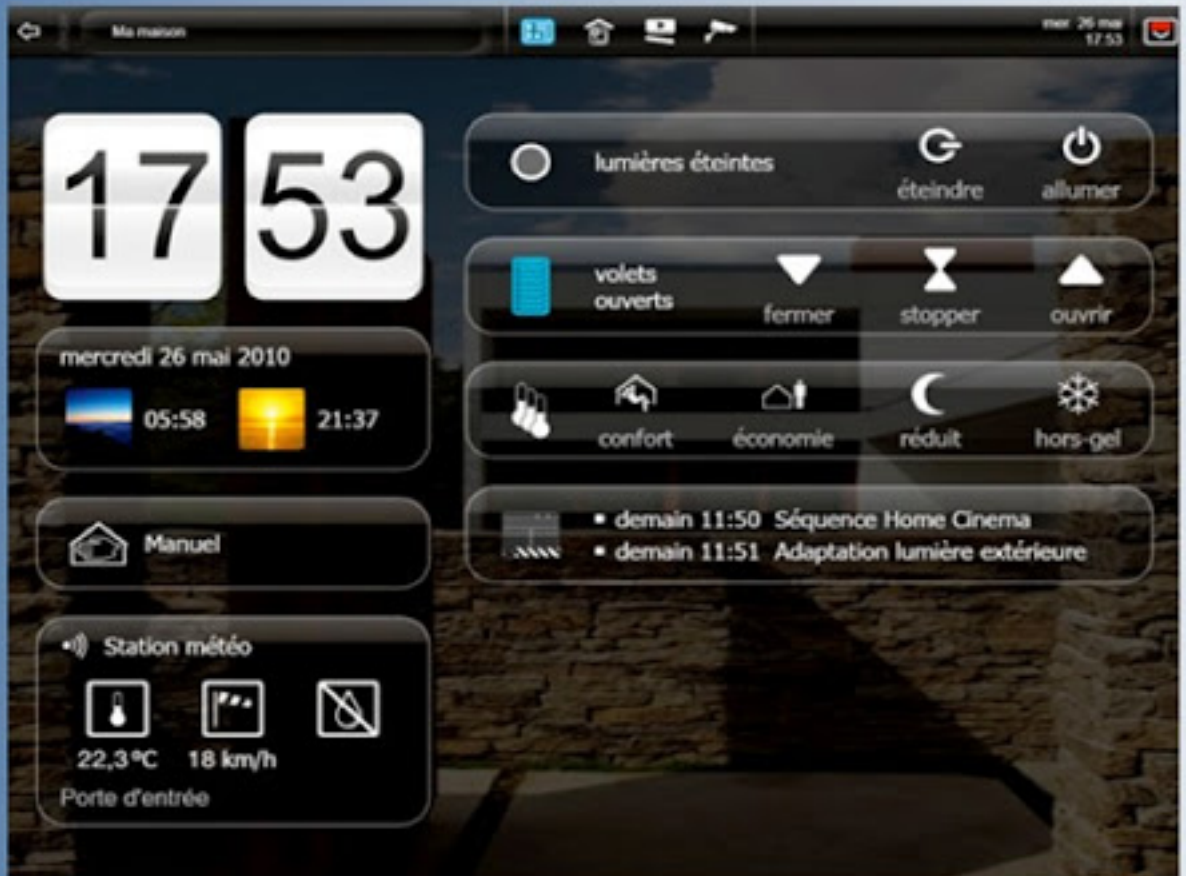 Ma maison
mer. 26 mai
17:53
17 53
lumières éteintes
éteindre
allumer
volets
ouverts
fermer
stopper
ouvrir
mercredi 26 mai 2010
05:58
21:37
confort
économie
réduit
hors-gel
Manuel
▪ demain 11:50 Séquence Home Cinema
▪ demain 11:51 Adaptation lumière extérieure
Station météo
22,3°C
18 km/h
Porte d'entrée